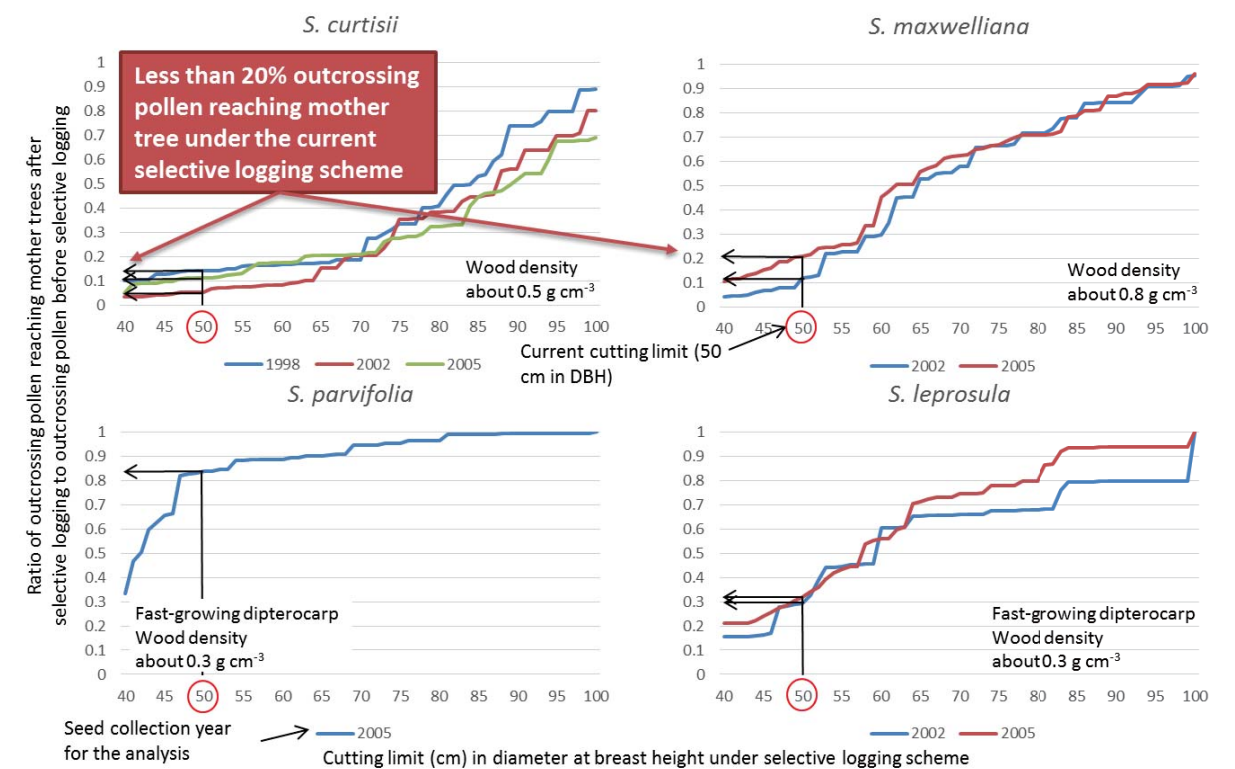 S. curtisii
S. maxwelliana
Ratio of outcrossing pollen reaching mother trees after
selective logging to outcrossing pollen before selective logging
Less than 20% outcrossing
pollen reaching mother
tree under the current
selective logging scheme
1
0.9
0.8
0.7
0.6
0.5
0.4
0.3
0.2
0.1
0
Wood density
about 0.5 g cm-3
40 45 50 55 60 65 70 75 80 85 90 95 100
1998 2002 2005
1
0.9
0.8
0.7
0.6
0.5
0.4
0.3
0.2
0.1
0
Wood density
about 0.8 g cm-3
40 45 50 55 60 65 70 75 80 85 90 95 100
2002 2005
Current cutting limit (50
cm in DBH)
S. parvifolia
S. leprosula
1
0.9
0.8
0.7
0.6
0.5
0.4
0.3
0.2
0.1
0
Fast-growing dipterocarp
Wood density
about 0.3 g cm-3
40 45 50 55 60 65 70 75 80 85 90 95 100
2005
1
0.9
0.8
0.7
0.6
0.5
0.4
0.3
0.2
0.1
0
Fast-growing dipterocarp
Wood density
about 0.3 g cm-3
40 45 50 55 60 65 70 75 80 85 90 95 100
2002 2005
Seed collection year
for the analysis
Cutting limit (cm) in diameter at breast height under selective logging scheme